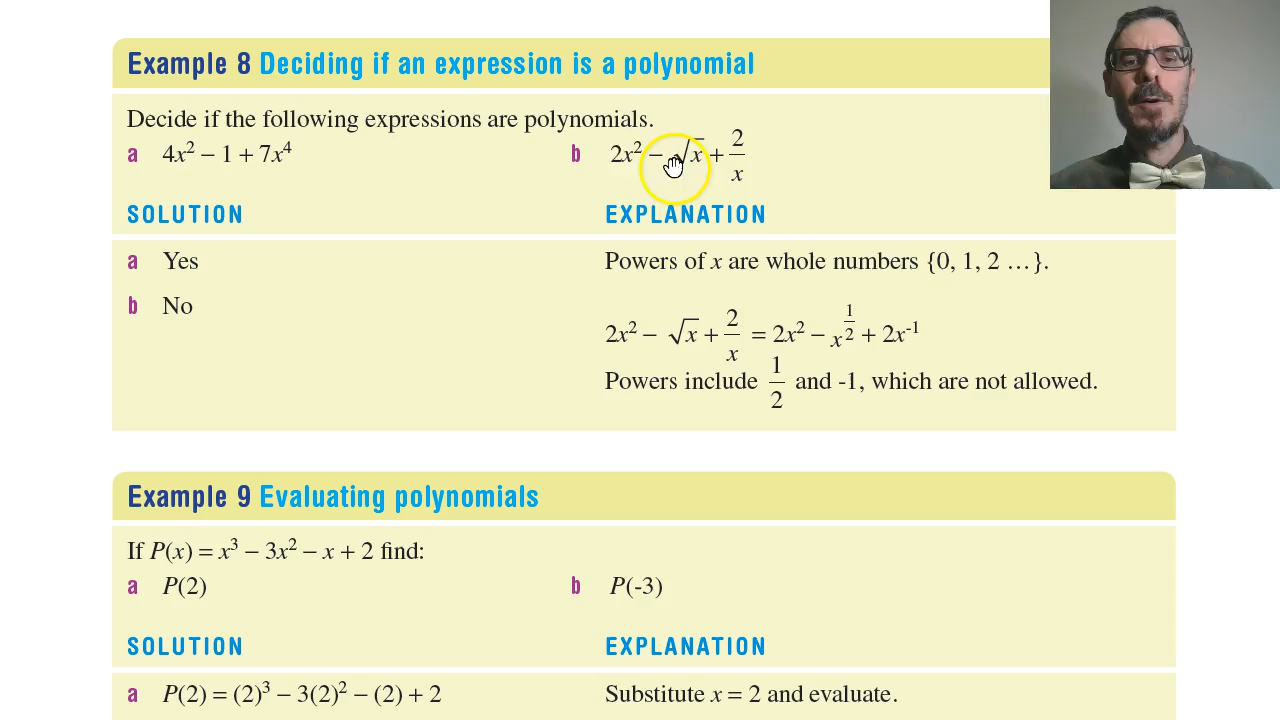 Example 8 Deciding if an expression is a polynomial
Decide if the following expressions are polynomials.
a 4x² − 1 + 7x⁴ b 2x² − √x + 2/x
SOLUTION EXPLANATION
a Yes Powers of x are whole numbers {0, 1, 2 …}.
b No
2x² − √x + 2/x = 2x² − x^(1/2) + 2x⁻¹
Powers include 1/2 and -1, which are not allowed.
Example 9 Evaluating polynomials
If P(x) = x³ − 3x² − x + 2 find:
a P(2) b P(-3)
SOLUTION EXPLANATION
a P(2) = (2)³ − 3(2)² − (2) + 2 Substitute x = 2 and evaluate.